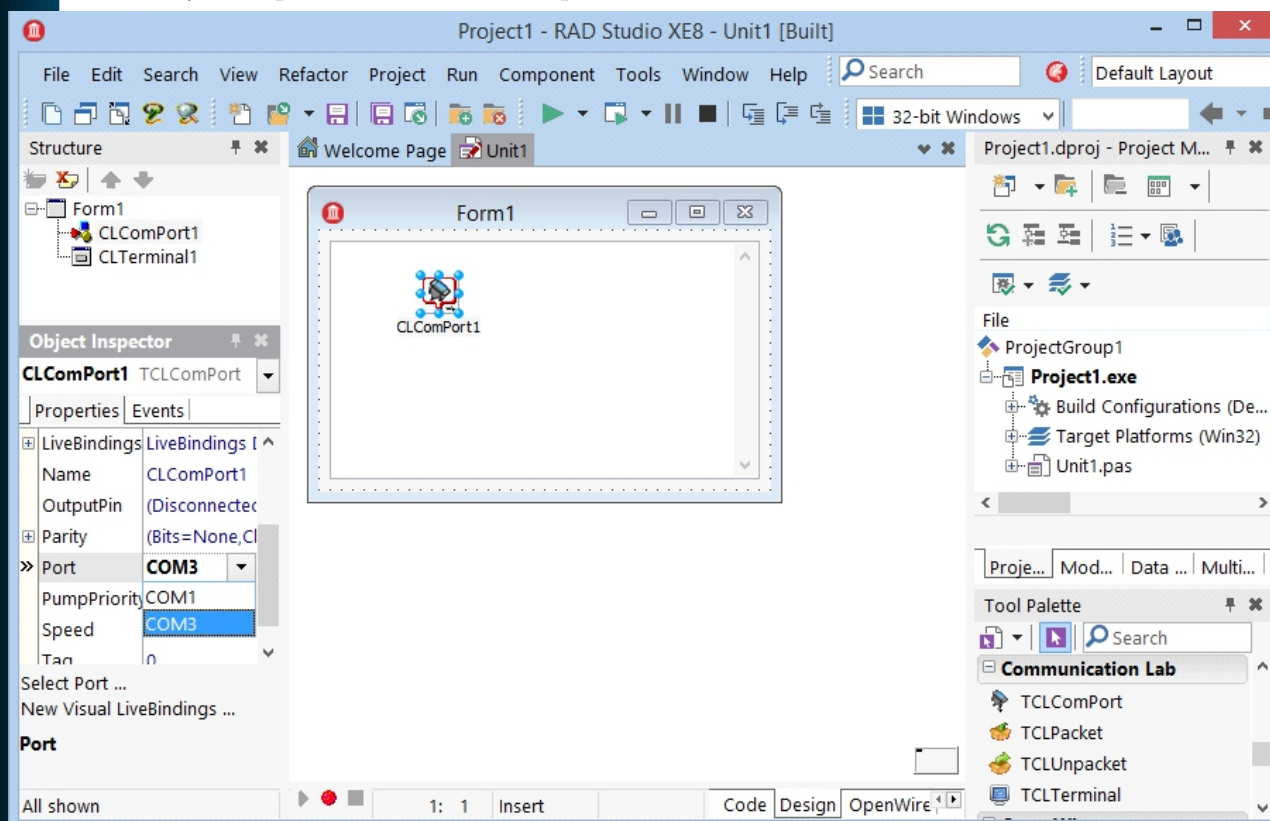 Project1 - RAD Studio XE8 - Unit1 [Built]
File Edit Search View Refactor Project Run Component Tools Window Help Search Default Layout
32-bit Windows
Structure
Form1
CLComPort1
CLTerminal1
Object Inspector
CLComPort1 TCLComPort
Properties Events
LiveBindings LiveBindings
Name CLComPort1
OutputPin (Disconnected
Parity (Bits=None,Cl
Port COM3
PumpPriority COM1
Speed COM3
Tag 0
Select Port ...
New Visual LiveBindings ...
Port
All shown
Welcome Page Unit1
Form1
CLComPort1
1: 1 Insert Code Design OpenWire
Project1.dproj - Project M...
File
ProjectGroup1
Project1.exe
Build Configurations (De...
Target Platforms (Win32)
Unit1.pas
Proje... Mod... Data ... Multi...
Tool Palette
Search
Communication Lab
TCLComPort
TCLPacket
TCLUnpacket
TCLTerminal